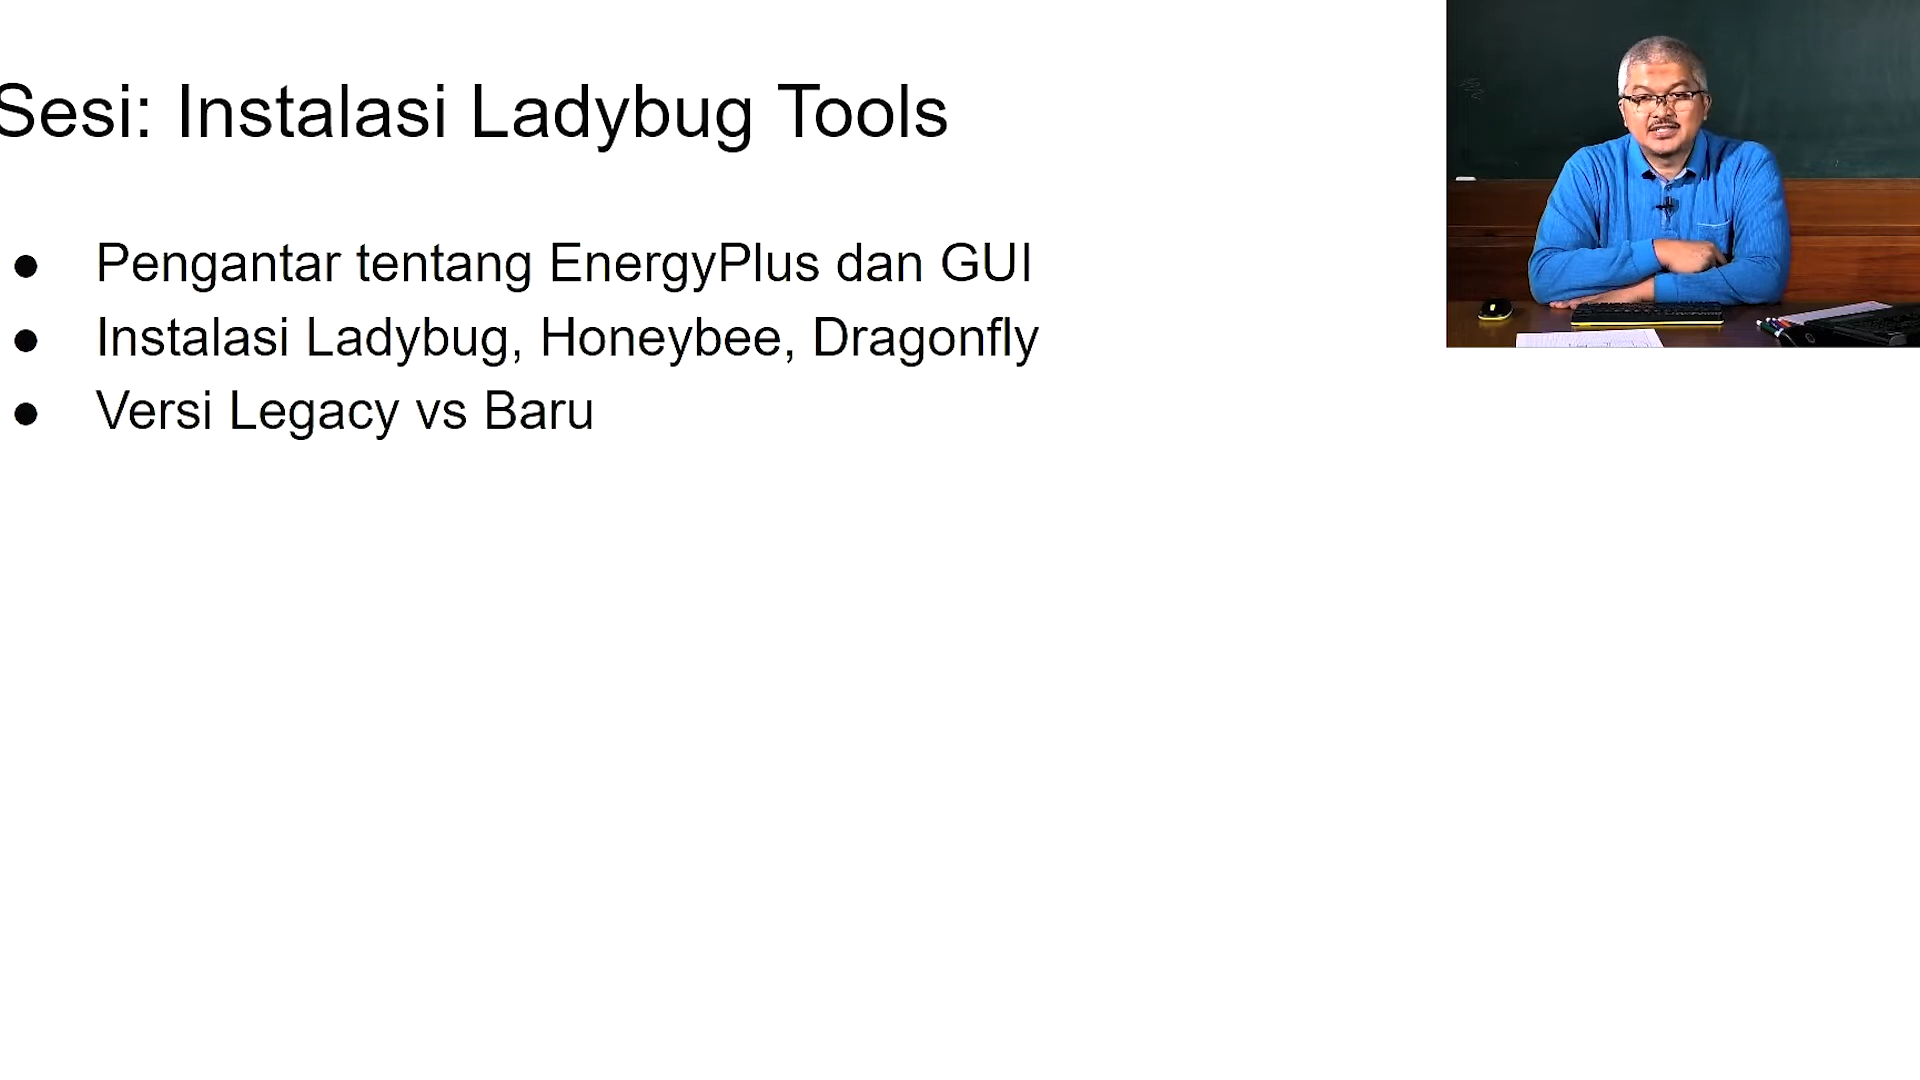 Sesi: Instalasi Ladybug Tools
● Pengantar tentang EnergyPlus dan GUI
● Instalasi Ladybug, Honeybee, Dragonfly
● Versi Legacy vs Baru